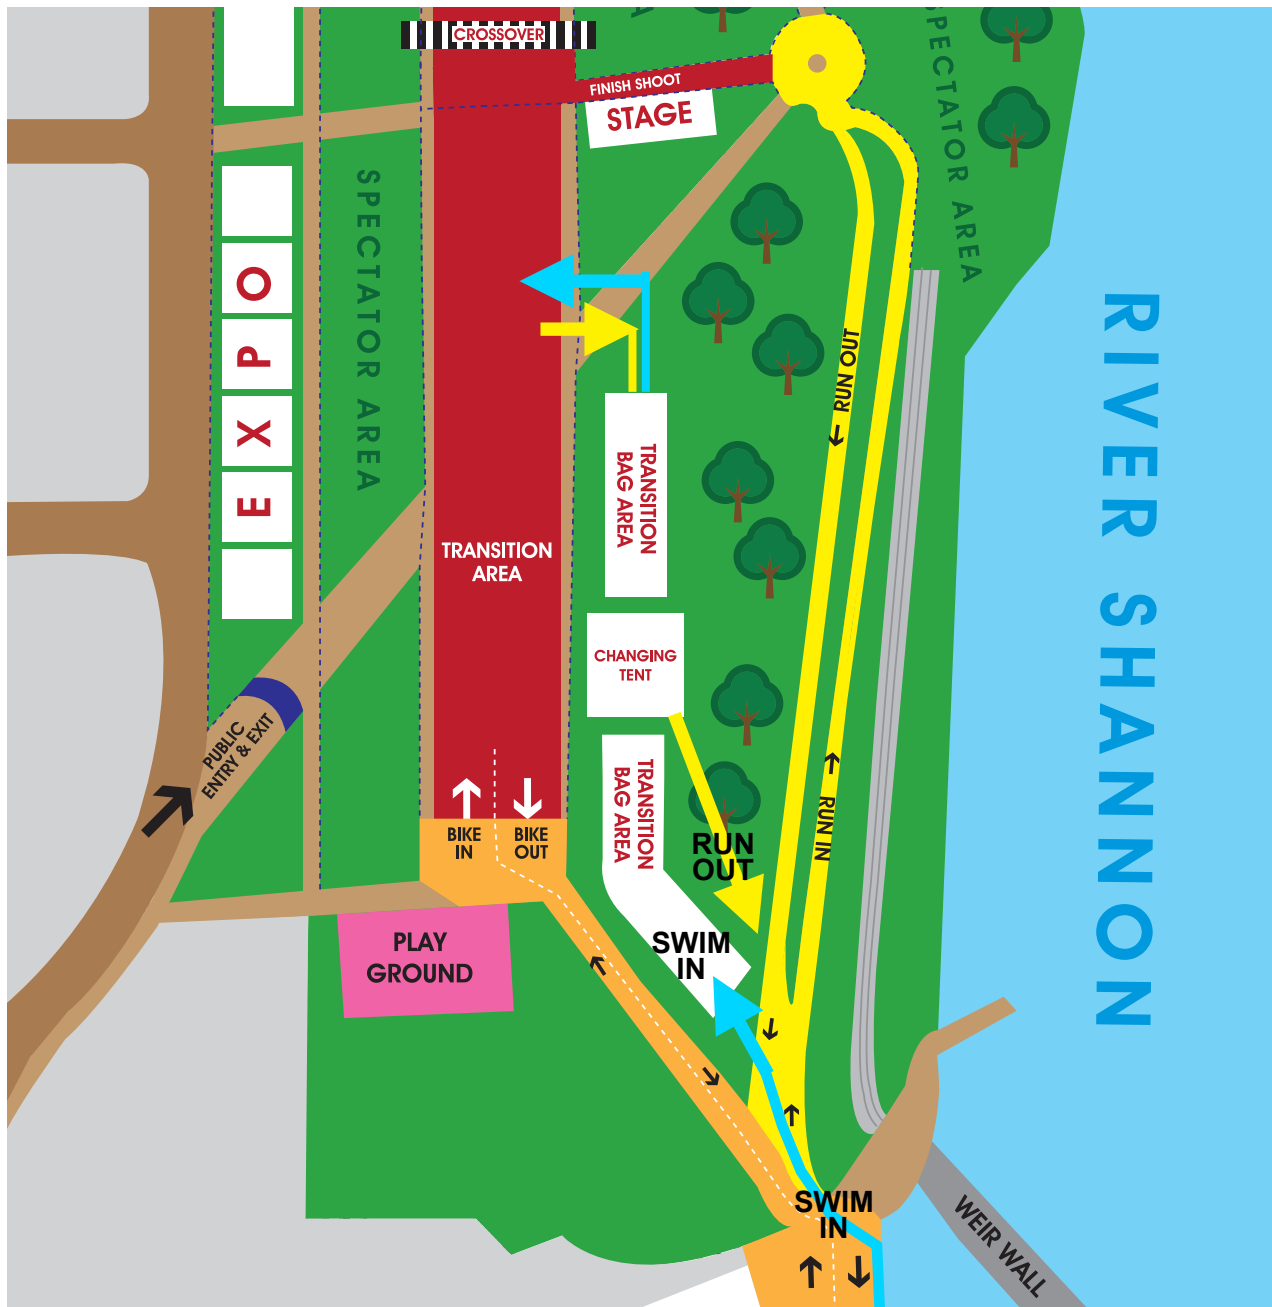 CROSSOVER
FINISH SHOOT
STAGE
SPECTATOR AREA
SPECTATOR AREA
EXPO
RUN OUT
RIVER SHANNON
TRANSITION
BAG AREA
TRANSITION
AREA
CHANGING
TENT
PUBLIC
ENTRY & EXIT
TRANSITION
BAG AREA
BIKE
IN
BIKE
OUT
RUN
OUT
RUN IN
PLAY
GROUND
SWIM
IN
SWIM
IN
WEIR WALL